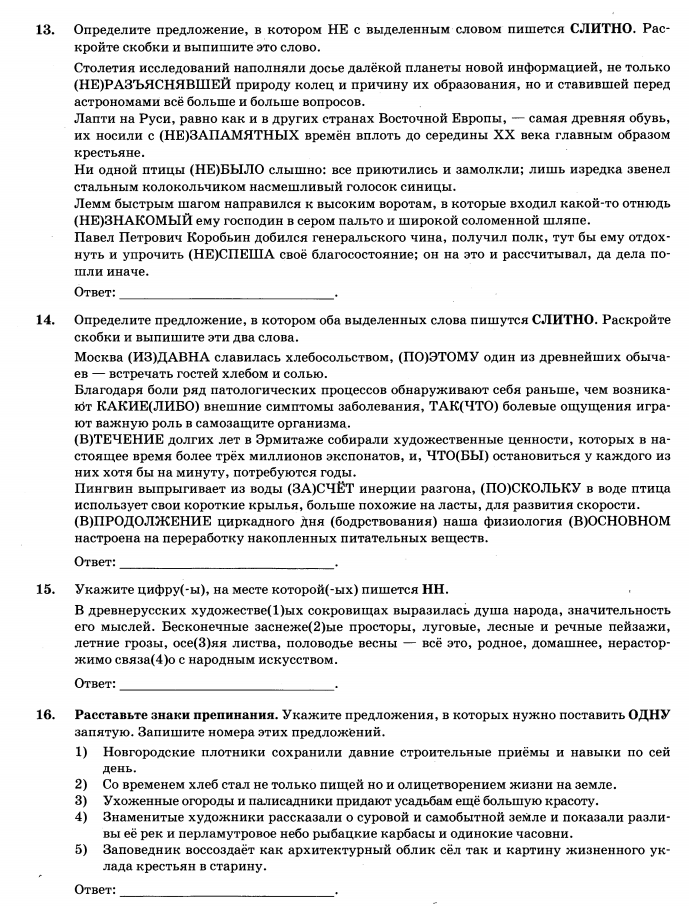 13. Определите предложение, в котором НЕ с выделенным словом пишется СЛИТНО. Рас-
кройте скобки и выпишите это слово.
Столетия исследований наполняли досье далёкой планеты новой информацией, не только
(НЕ)РАЗЪЯСНЯВШЕЙ природу колец и причину их образования, но и ставившей перед
астрономами всё больше и больше вопросов.
Лапти на Руси, равно как и в других странах Восточной Европы, — самая древняя обувь,
их носили с (НЕ)ЗАПАМЯТНЫХ времён вплоть до середины XX века главным образом
крестьяне.
Ни одной птицы (НЕ)БЫЛО слышно: все приютились и замолкли; лишь изредка звенел
стальным колокольчиком насмешливый голосок синицы.
Лемм быстрым шагом направился к высоким воротам, в которые входил какой-то отнюдь
(НЕ)ЗНАКОМЫЙ ему господин в сером пальто и широкой соломенной шляпе.
Павел Петрович Коробьин добился генеральского чина, получил полк, тут бы ему отдох-
нуть и упрочить (НЕ)СПЕША своё благосостояние; он на это и рассчитывал, да дела по-
шли иначе.
Ответ: ______________________________.
14. Определите предложение, в котором оба выделенных слова пишутся СЛИТНО. Раскройте
скобки и выпишите эти два слова.
Москва (ИЗ)ДАВНА славилась хлебосольством, (ПО)ЭТОМУ один из древнейших обыча-
ев — встречать гостей хлебом и солью.
Благодаря боли ряд патологических процессов обнаруживают себя раньше, чем возника-
ют КАКИЕ(ЛИБО) внешние симптомы заболевания, ТАК(ЧТО) болевые ощущения игра-
ют важную роль в самозащите организма.
(В)ТЕЧЕНИЕ долгих лет в Эрмитаже собирали художественные ценности, которых в на-
стоящее время более трёх миллионов экспонатов, и, ЧТО(БЫ) остановиться у каждого из
них хотя бы на минуту, потребуются годы.
Пингвин выпрыгивает из воды (ЗА)СЧЁТ инерции разгона, (ПО)СКОЛЬКУ в воде птица
использует свои короткие крылья, больше похожие на ласты, для развития скорости.
(В)ПРОДОЛЖЕНИЕ циркадного дня (бодрствования) наша физиология (В)ОСНОВНОМ
настроена на переработку накопленных питательных веществ.
Ответ: ______________________________.
15. Укажите цифру(-ы), на месте которой(-ых) пишется НН.
В древнерусских художестве(1)ых сокровищах выразилась душа народа, значительность
его мыслей. Бесконечные заснеже(2)ые просторы, луговые, лесные и речные пейзажи,
летние грозы, осе(3)яя листва, половодье весны — всё это, родное, домашнее, нерастор-
жимо связа(4)о с народным искусством.
Ответ: ______________________________.
16. Расставьте знаки препинания. Укажите предложения, в которых нужно поставить ОДНУ
запятую. Запишите номера этих предложений.
1) Новгородские плотники сохранили давние строительные приёмы и навыки по сей
день.
2) Со временем хлеб стал не только пищей но и олицетворением жизни на земле.
3) Ухоженные огороды и палисадники придают усадьбам ещё большую красоту.
4) Знаменитые художники рассказали о суровой и самобытной земле и показали разли-
вы её рек и перламутровое небо рыбацкие карбасы и одинокие часовни.
5) Заповедник воссоздаёт как архитектурный облик сёл так и картину жизненного ук-
лада крестьян в старину.
Ответ: ______________________________.